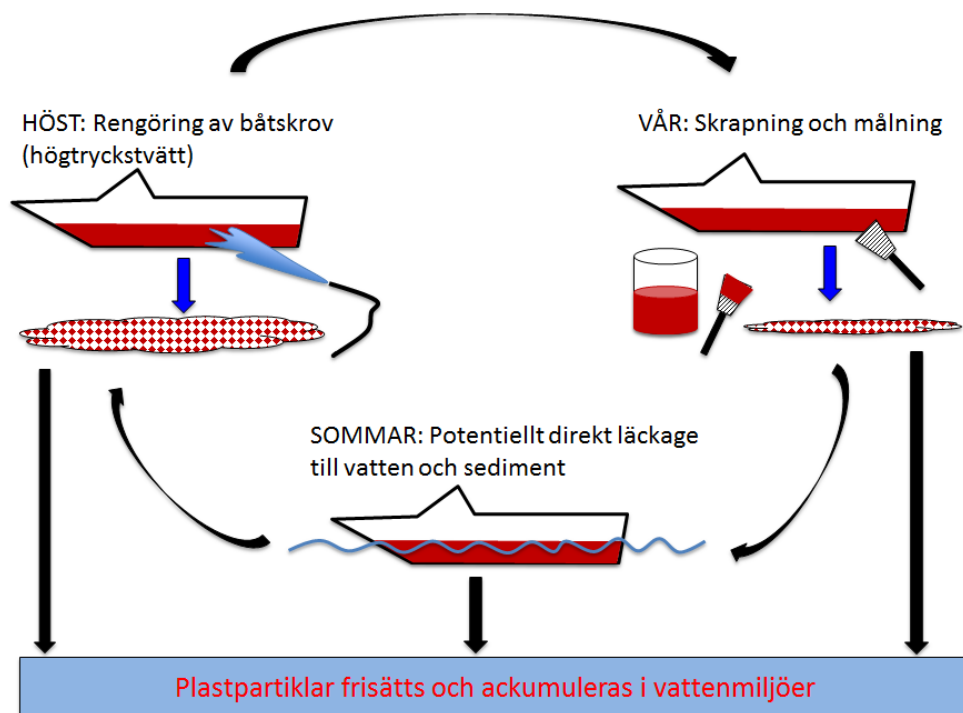 HÖST: Rengöring av båtskrov
(högtryckstvätt)
VÅR: Skrapning och målning
SOMMAR: Potentiellt direkt läckage
till vatten och sediment
Plastpartiklar frisätts och ackumuleras i vattenmiljöer